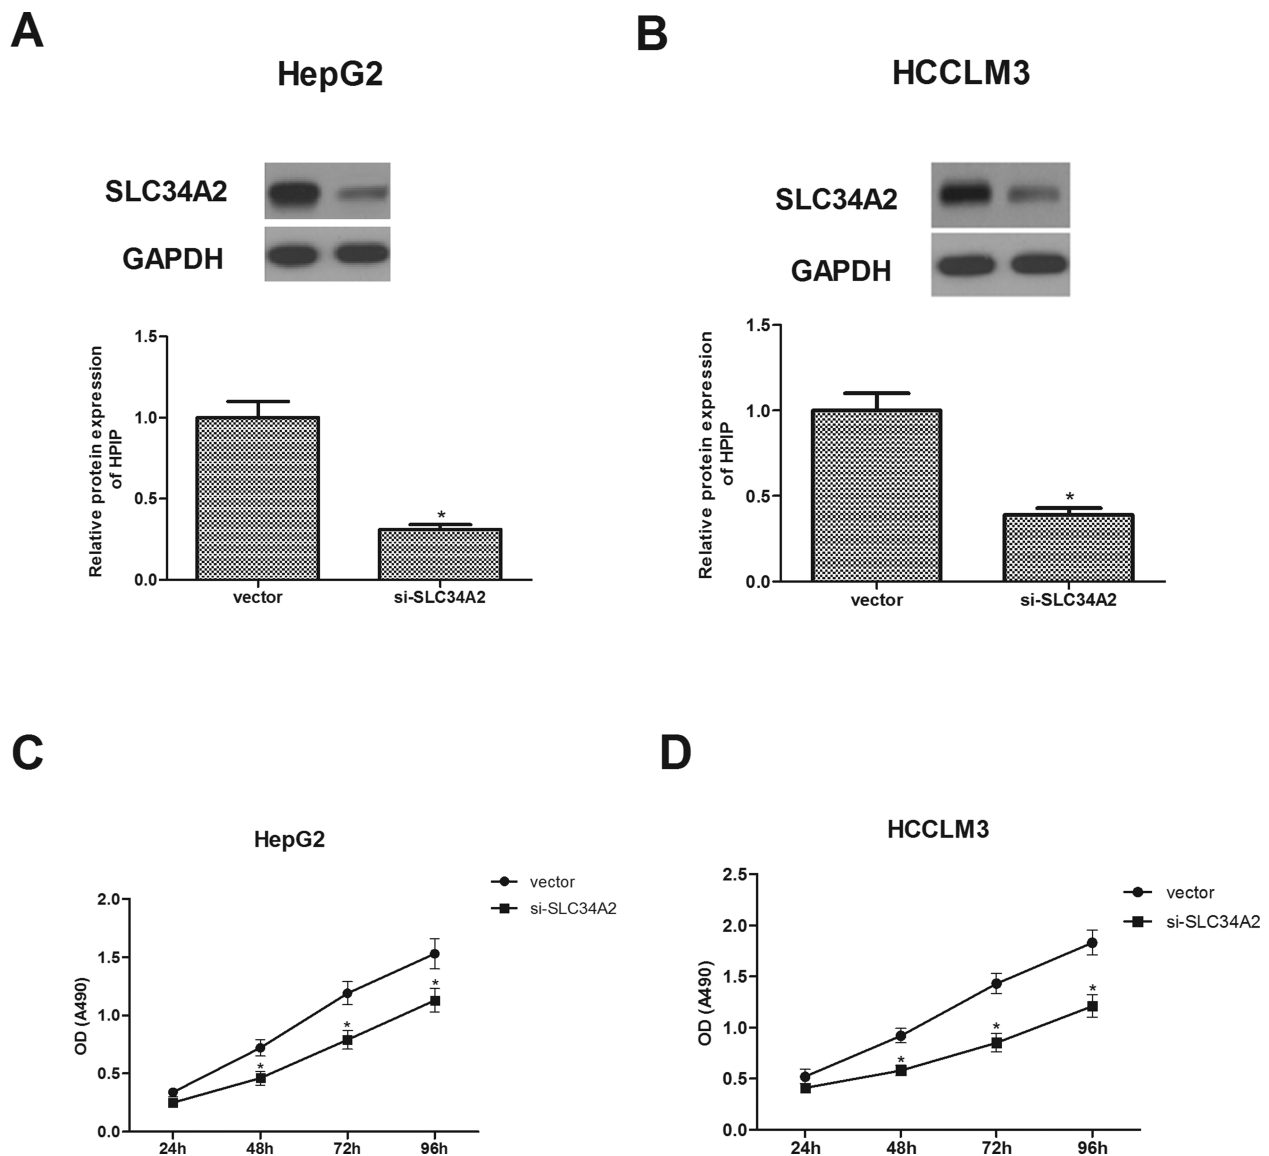 A
HepG2
SLC34A2
GAPDH
Relative protein expression
of HPIP
1.5
1.0
0.5
0.0
*
vector
si-SLC34A2
B
HCCLM3
SLC34A2
GAPDH
Relative protein expression
of HPIP
1.5
1.0
0.5
0.0
*
vector
si-SLC34A2
C
HepG2
vector
si-SLC34A2
OD (A490)
2.0
1.5
1.0
0.5
0.0
*
*
*
24h
48h
72h
96h
D
HCCLM3
vector
si-SLC34A2
OD (A490)
2.5
2.0
1.5
1.0
0.5
0.0
*
*
*
24h
48h
72h
96h